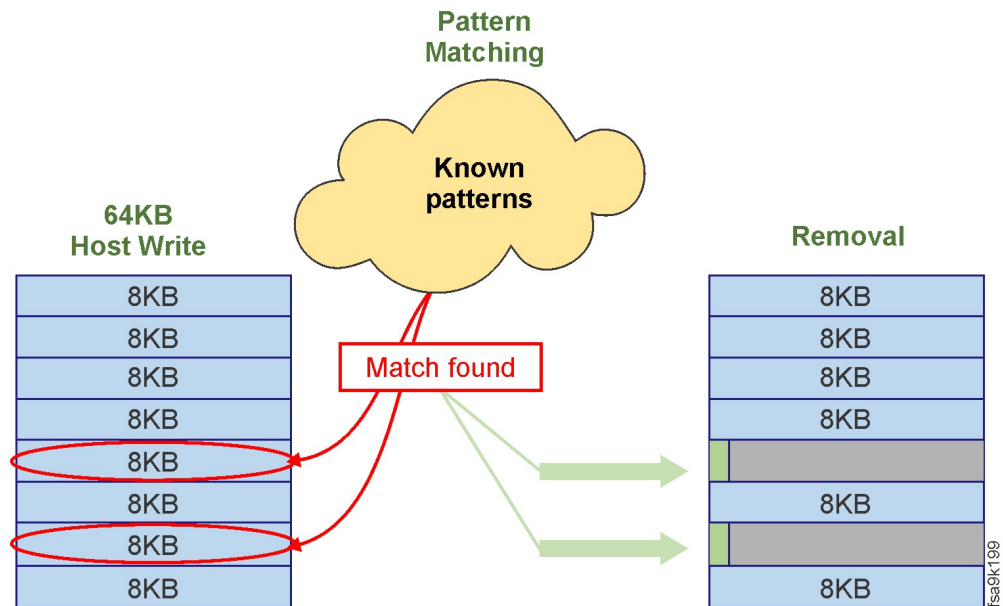 Pattern
Matching
Known
patterns
64KB
Host Write
Removal
8KB
8KB
8KB
8KB
8KB
8KB
8KB
8KB
Match found
8KB
8KB
8KB
8KB
8KB
8KB
fsa9k199